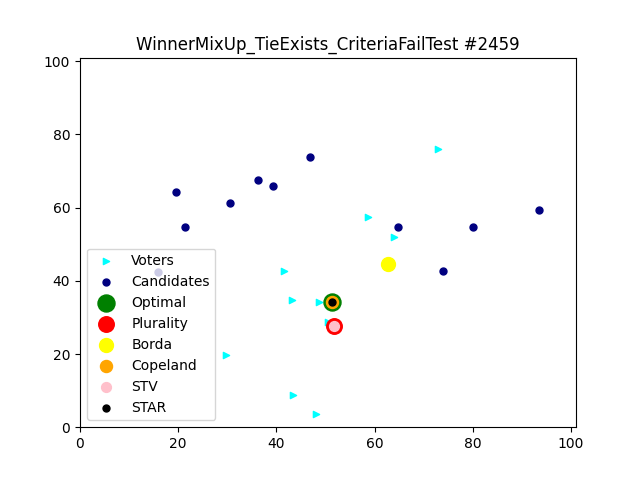 WinnerMixUp_TieExists_CriteriaFailTest #2459
100
80
60
40
20
0
Voters
Candidates
Optimal
Plurality
Borda
Copeland
STV
STAR
0 20 40 60 80 100